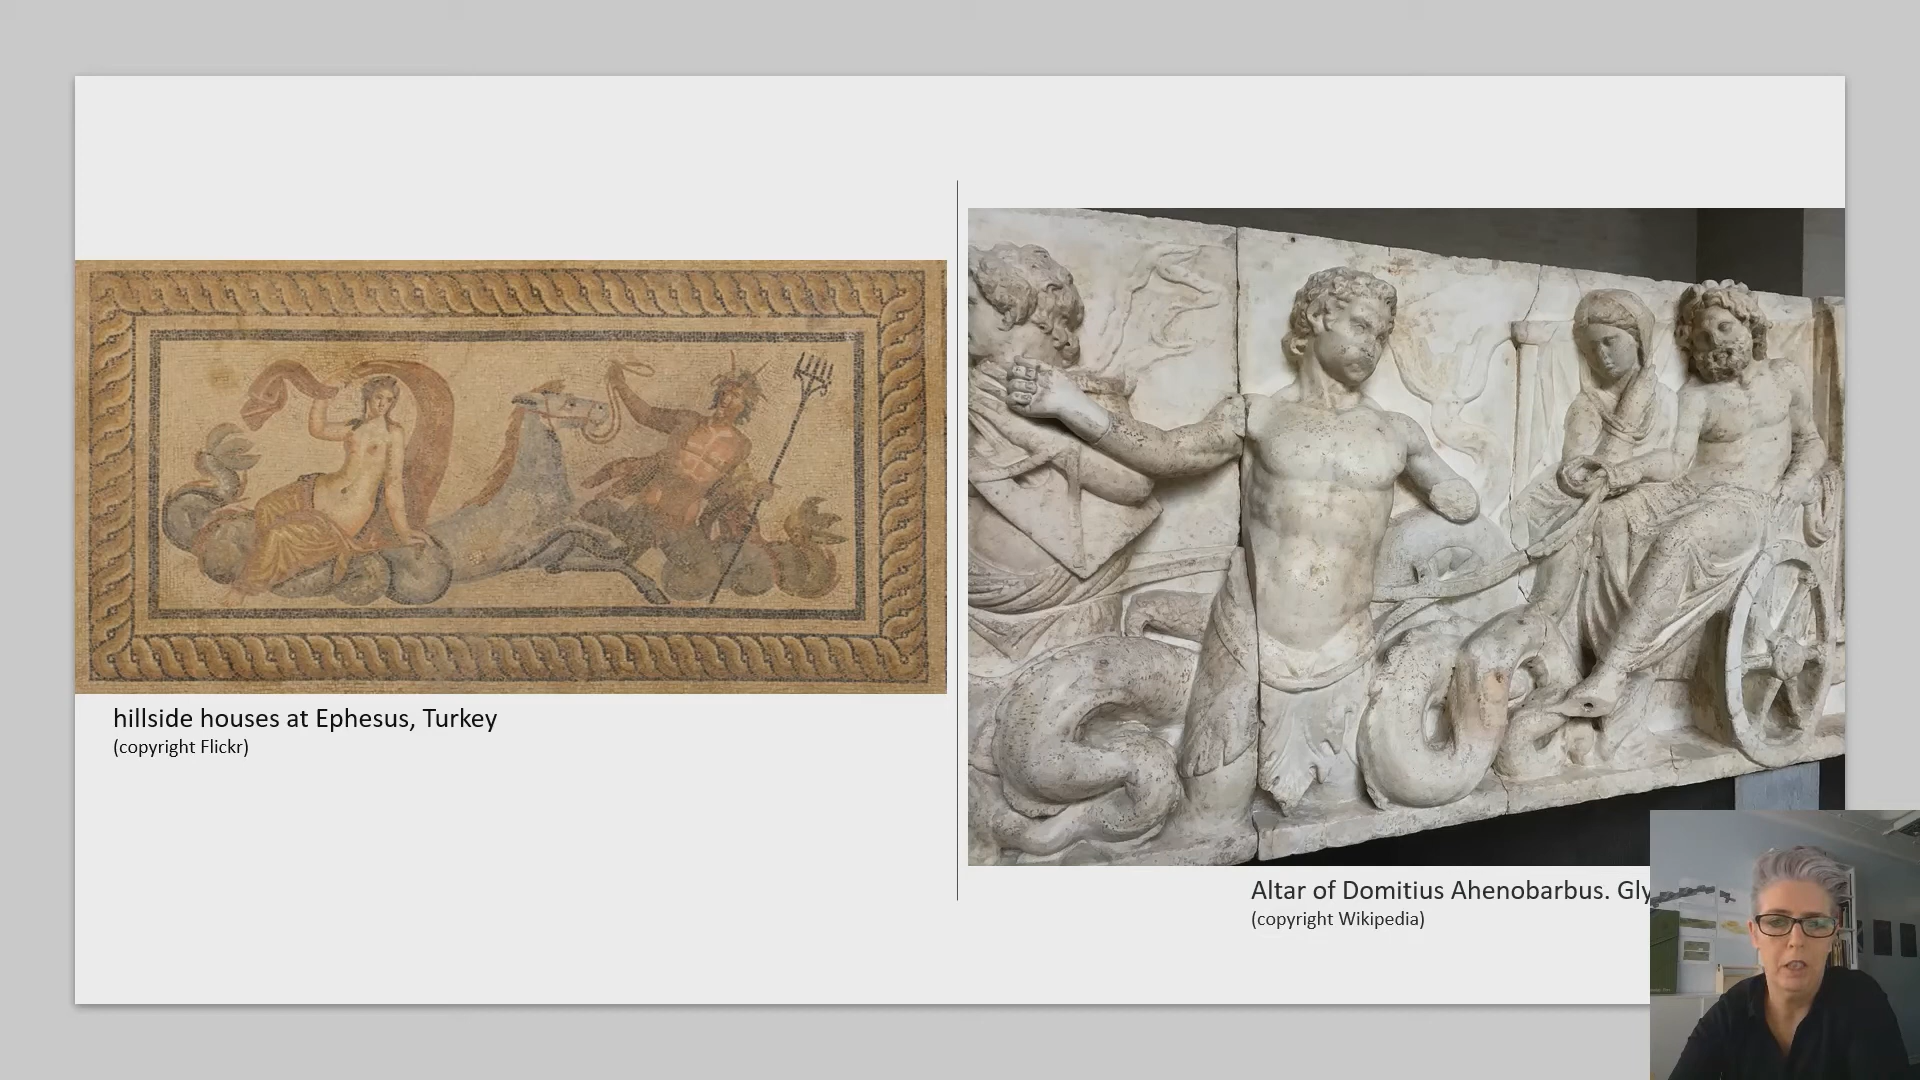 hillside houses at Ephesus, Turkey
(copyright Flickr)
Altar of Domitius Ahenobarbus.
(copyright Wikipedia)